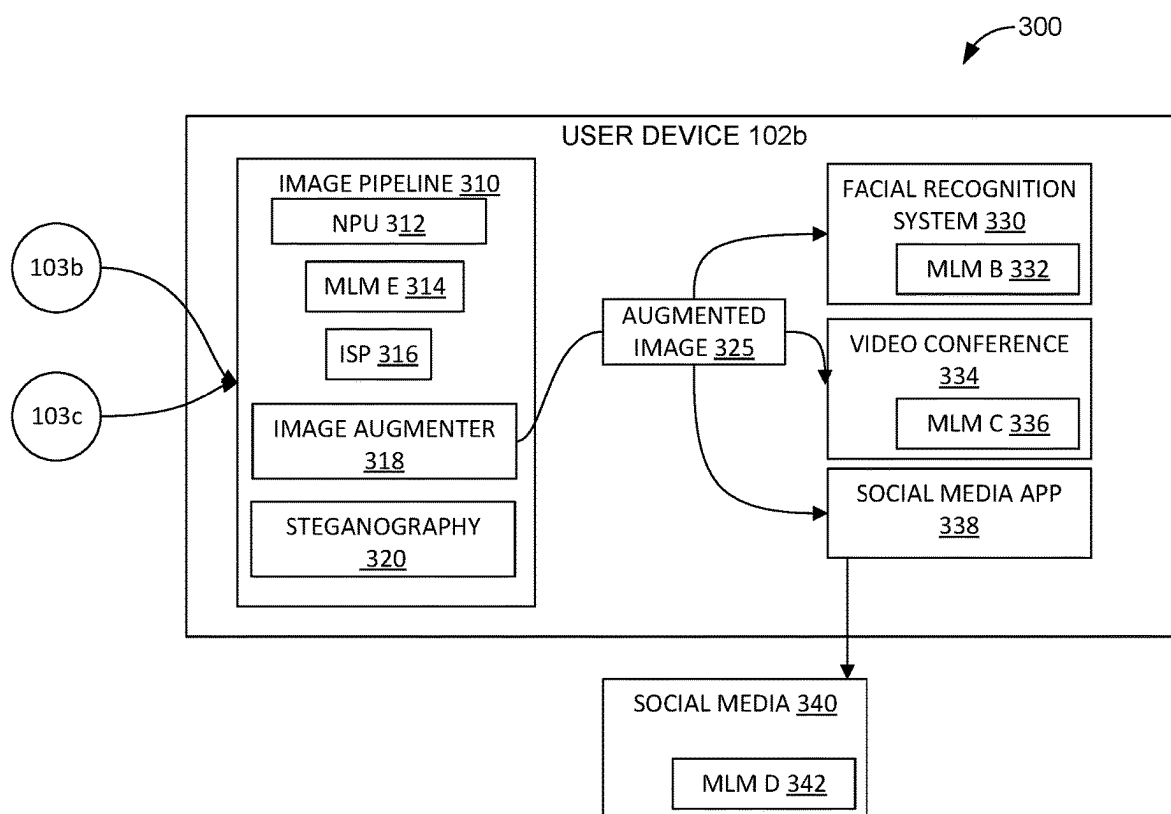 300
USER DEVICE 102b
IMAGE PIPELINE 310
NPU 312
MLM E 314
ISP 316
IMAGE AUGMENTER
318
STEGANOGRAPHY
320
103b
103c
AUGMENTED
IMAGE 325
FACIAL RECOGNITION
SYSTEM 330
MLM B 332
VIDEO CONFERENCE
334
MLM C 336
SOCIAL MEDIA APP
338
SOCIAL MEDIA 340
MLM D 342